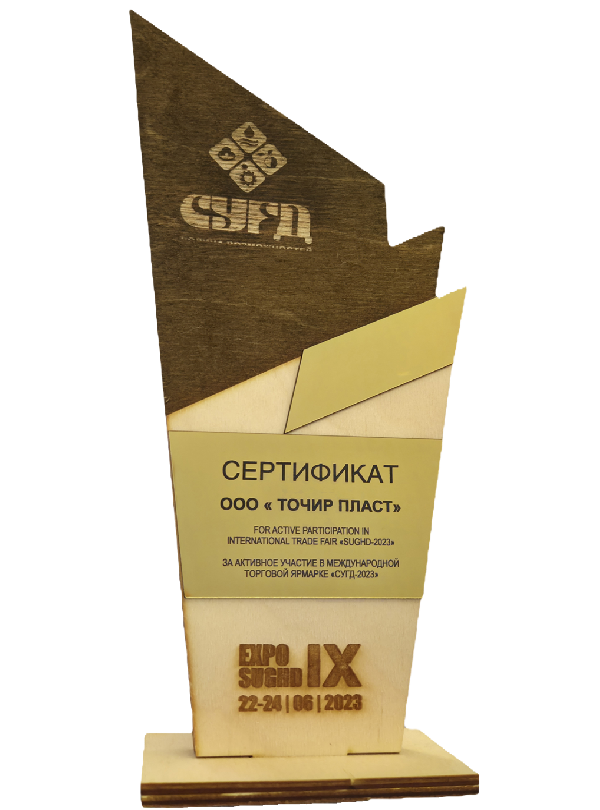 СУГД
СЕРТИФИКАТ
ООО « ТОЧИР ПЛАСТ»
FOR ACTIVE PARTICIPATION IN
INTERNATIONAL TRADE FAIR «SUGHD-2023»
ЗА АКТИВНОЕ УЧАСТИЕ В МЕЖДУНАРОДНОЙ
ТОРГОВОЙ ЯРМАРКЕ «СУГД-2023»
EXPO
SUGHD IX
22-24 | 06 | 2023